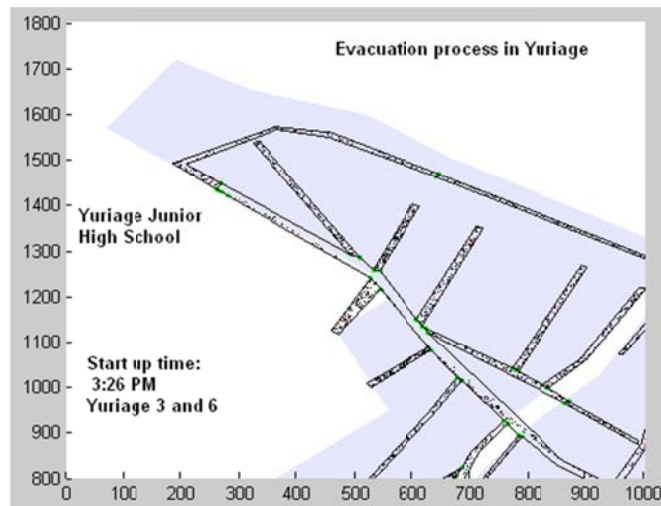 Evacuation process in Yuriage
1800
1700
1600
1500
1400
1300
1200
1100
1000
900
800
Yuriage Junior
High School
Start up time:
3:26 PM
Yuriage 3 and 6
0 100 200 300 400 500 600 700 800 900 1000